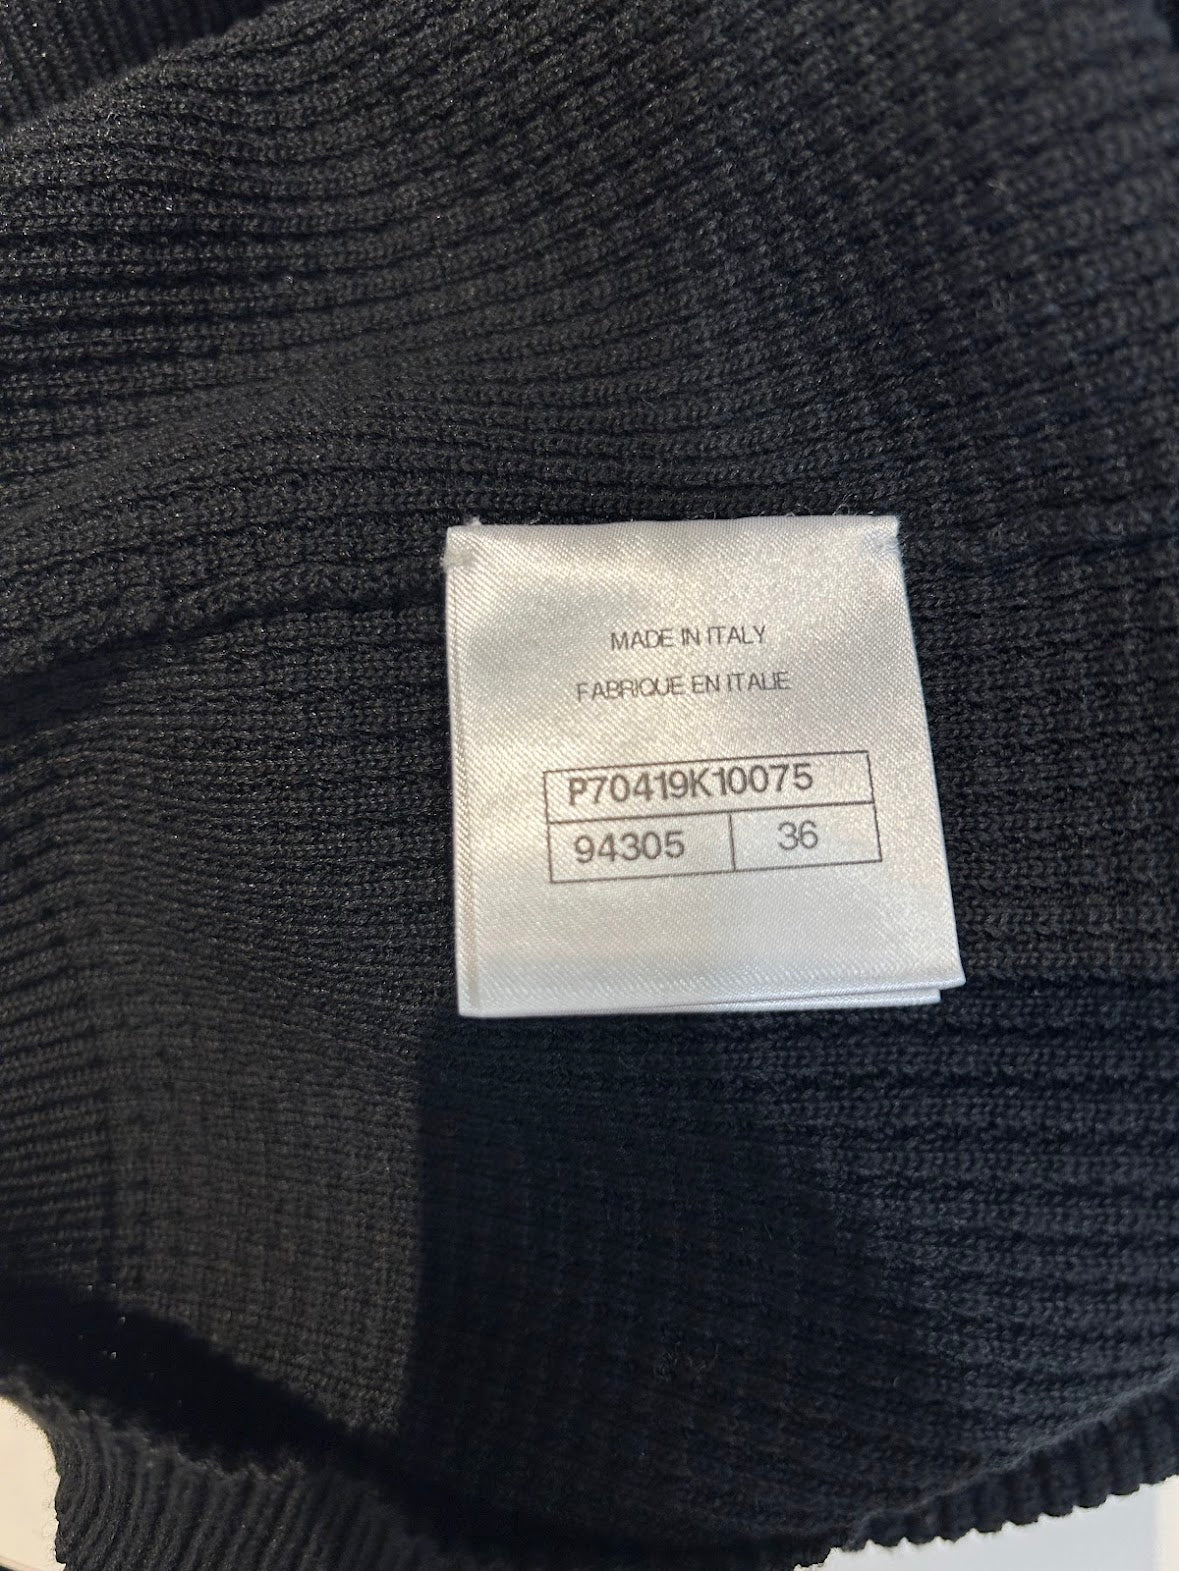 MADE IN ITALY
FABRIQUE EN ITALIE
P70419K10075
94305 36